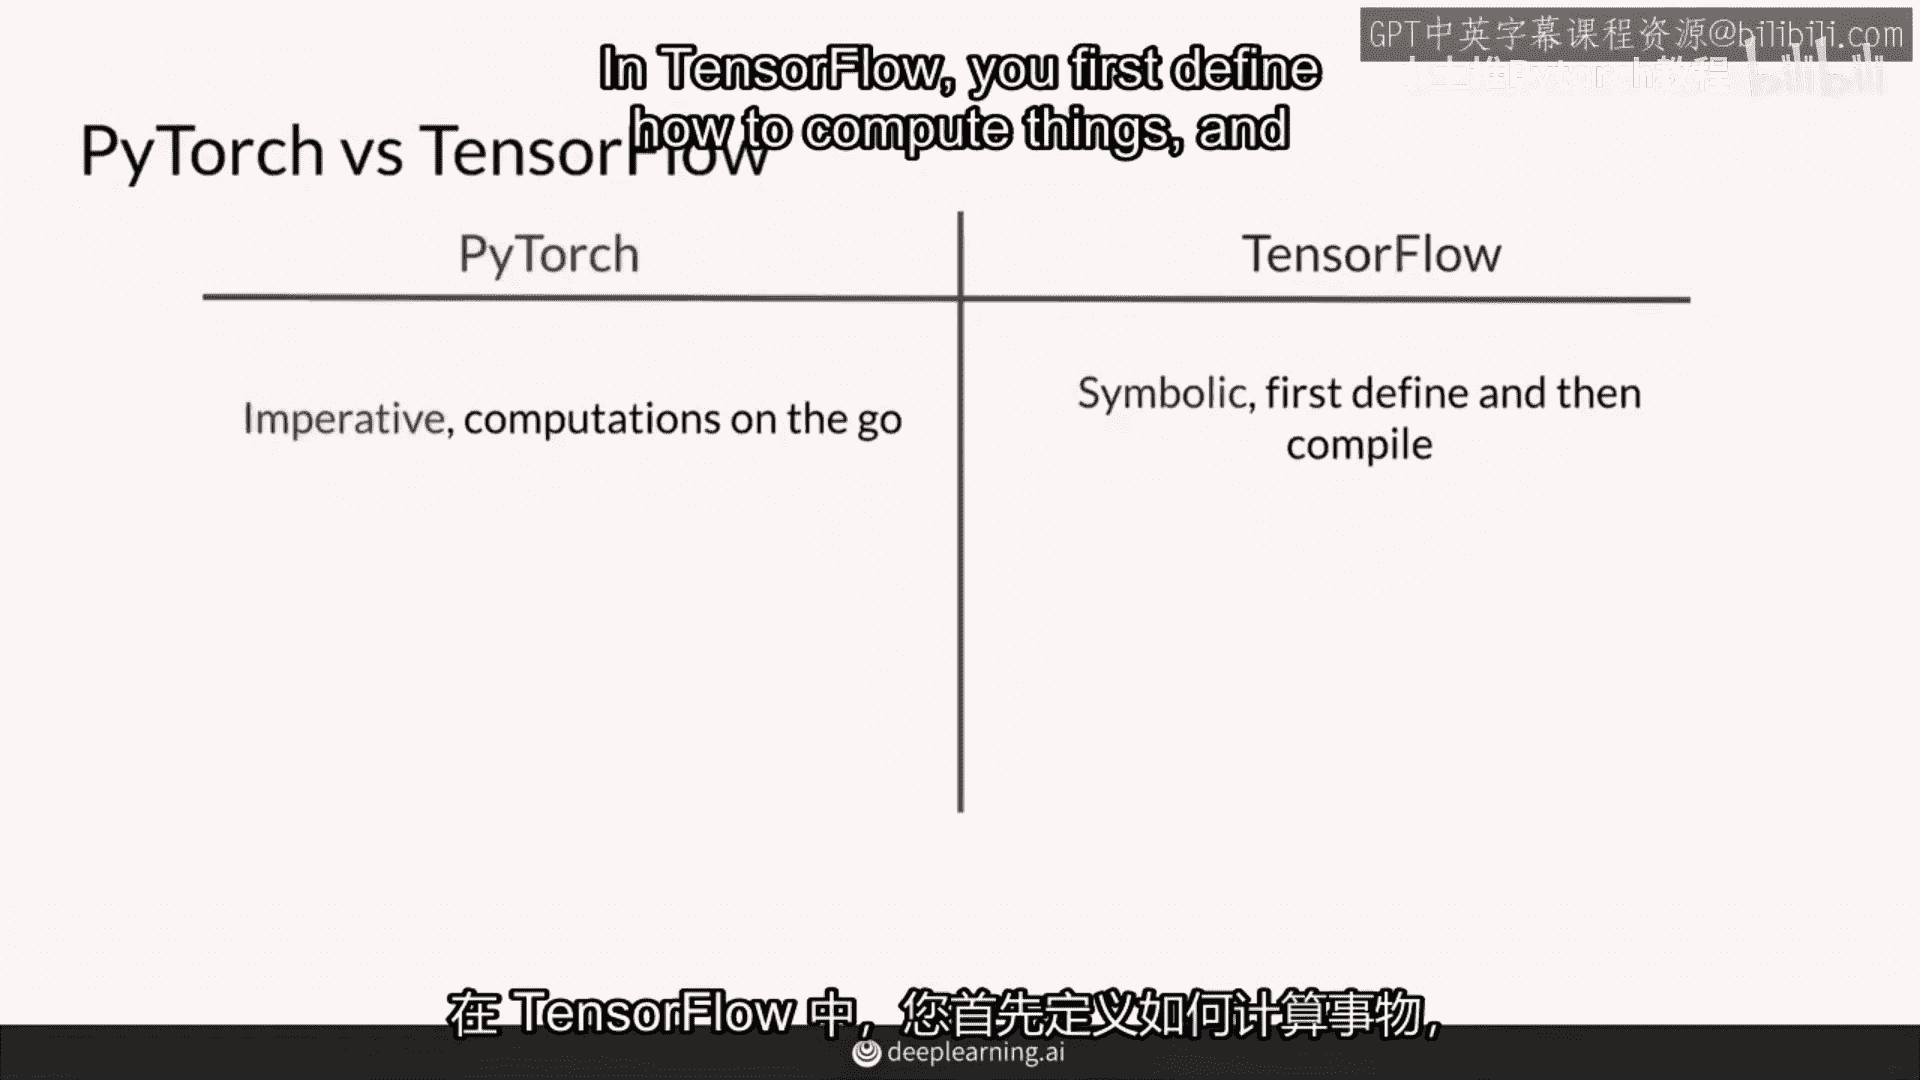 GPT中英字幕课程资源@bilibili.com
bilibili
In TensorFlow, you first define
how to compute things, and
PyTorch vs TensorFlow
PyTorch
TensorFlow
Imperative, computations on the go
Symbolic, first define and then
compile
在 TensorFlow 中，您首先定义如何计算事物，
deeplearning.ai